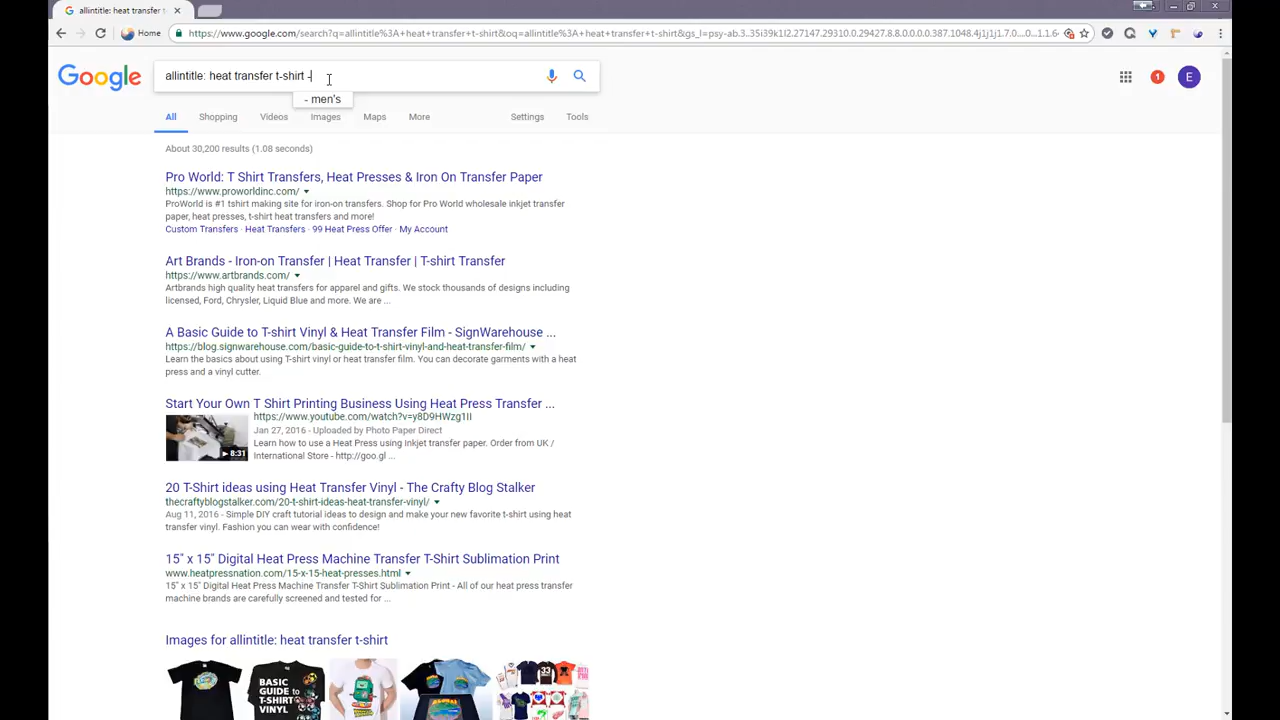 allintitle: heat transfer t
Home
https://www.google.com/search?q=allintitle%3A+heat+transfer+t-shirt&oq=allintitle%3A+heat+transfer+t-shirt&gs_l=psy-ab.3.35i39k1l2.27147.29310.0.29427.8.8.0.0.0.0.387.1048.4j1j1j1.7.0...0...1.1.6
Google
allintitle: heat transfer t-shirt -
1
E
- men's
All
Shopping
Videos
Images
Maps
More
Settings
Tools
About 30,200 results (1.08 seconds)
Pro World: T Shirt Transfers, Heat Presses & Iron On Transfer Paper
https://www.proworldinc.com/
ProWorld is #1 tshirt making site for iron-on transfers. Shop for Pro World wholesale inkjet transfer
paper, heat presses, t-shirt heat transfers and more!
Custom Transfers · Heat Transfers · 99 Heat Press Offer · My Account
Art Brands - Iron-on Transfer | Heat Transfer | T-shirt Transfer
https://www.artbrands.com/
Artbrands high quality heat transfers for apparel and gifts. We stock thousands of designs including
licensed, Ford, Chrysler, Liquid Blue and more. We are ...
A Basic Guide to T-shirt Vinyl & Heat Transfer Film - SignWarehouse ...
https://blog.signwarehouse.com/basic-guide-to-t-shirt-vinyl-and-heat-transfer-film/
Learn the basics about using T-shirt vinyl or heat transfer film. You can decorate garments with a heat
press and a vinyl cutter.
Start Your Own T Shirt Printing Business Using Heat Press Transfer ...
https://www.youtube.com/watch?v=y8D9HWzg1II
Jan 27, 2016 - Uploaded by Photo Paper Direct
Learn how to use a Heat Press using Inkjet transfer paper. Order from UK /
International Store - http://goo.gl ...
8:31
20 T-Shirt ideas using Heat Transfer Vinyl - The Crafty Blog Stalker
thecraftyblogstalker.com/20-t-shirt-ideas-heat-transfer-vinyl/
Aug 11, 2016 - Simple DIY craft tutorial ideas to design and make your new favorite t-shirt using heat
transfer vinyl. Fashion you can wear with confidence!
15" x 15" Digital Heat Press Machine Transfer T-Shirt Sublimation Print
www.heatpressnation.com/15-x-15-heat-presses.html
15" x 15" Digital Heat Press Machine Transfer T-Shirt Sublimation Print - All of our heat press transfer
machine brands are carefully screened and tested for ...
Images for allintitle: heat transfer t-shirt
BASIC
GUIDE to
T-SHIRT
VINYL
33